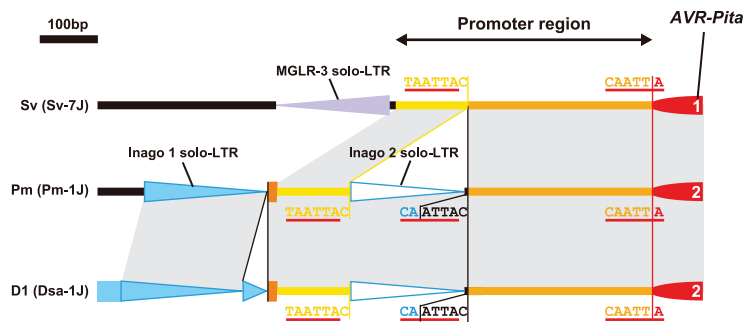 100bp
Promoter region
AVR-Pita
MGLR-3 solo-LTR
TAATTAC
CAATTA
Sv (Sv-7J)
1
Inago 1 solo-LTR
Inago 2 solo-LTR
Pm (Pm-1J)
2
TAATTAC
CAATTAC
CAATTA
D1 (Dsa-1J)
2
TAATTAC
CAATTAC
CAATTA